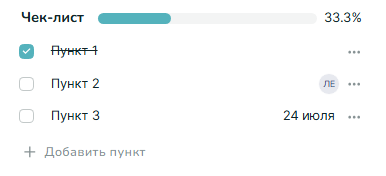 Чек-лист 33.3%
Пункт 1
Пункт 2 ЛЕ
Пункт 3 24 июля
Добавить пункт